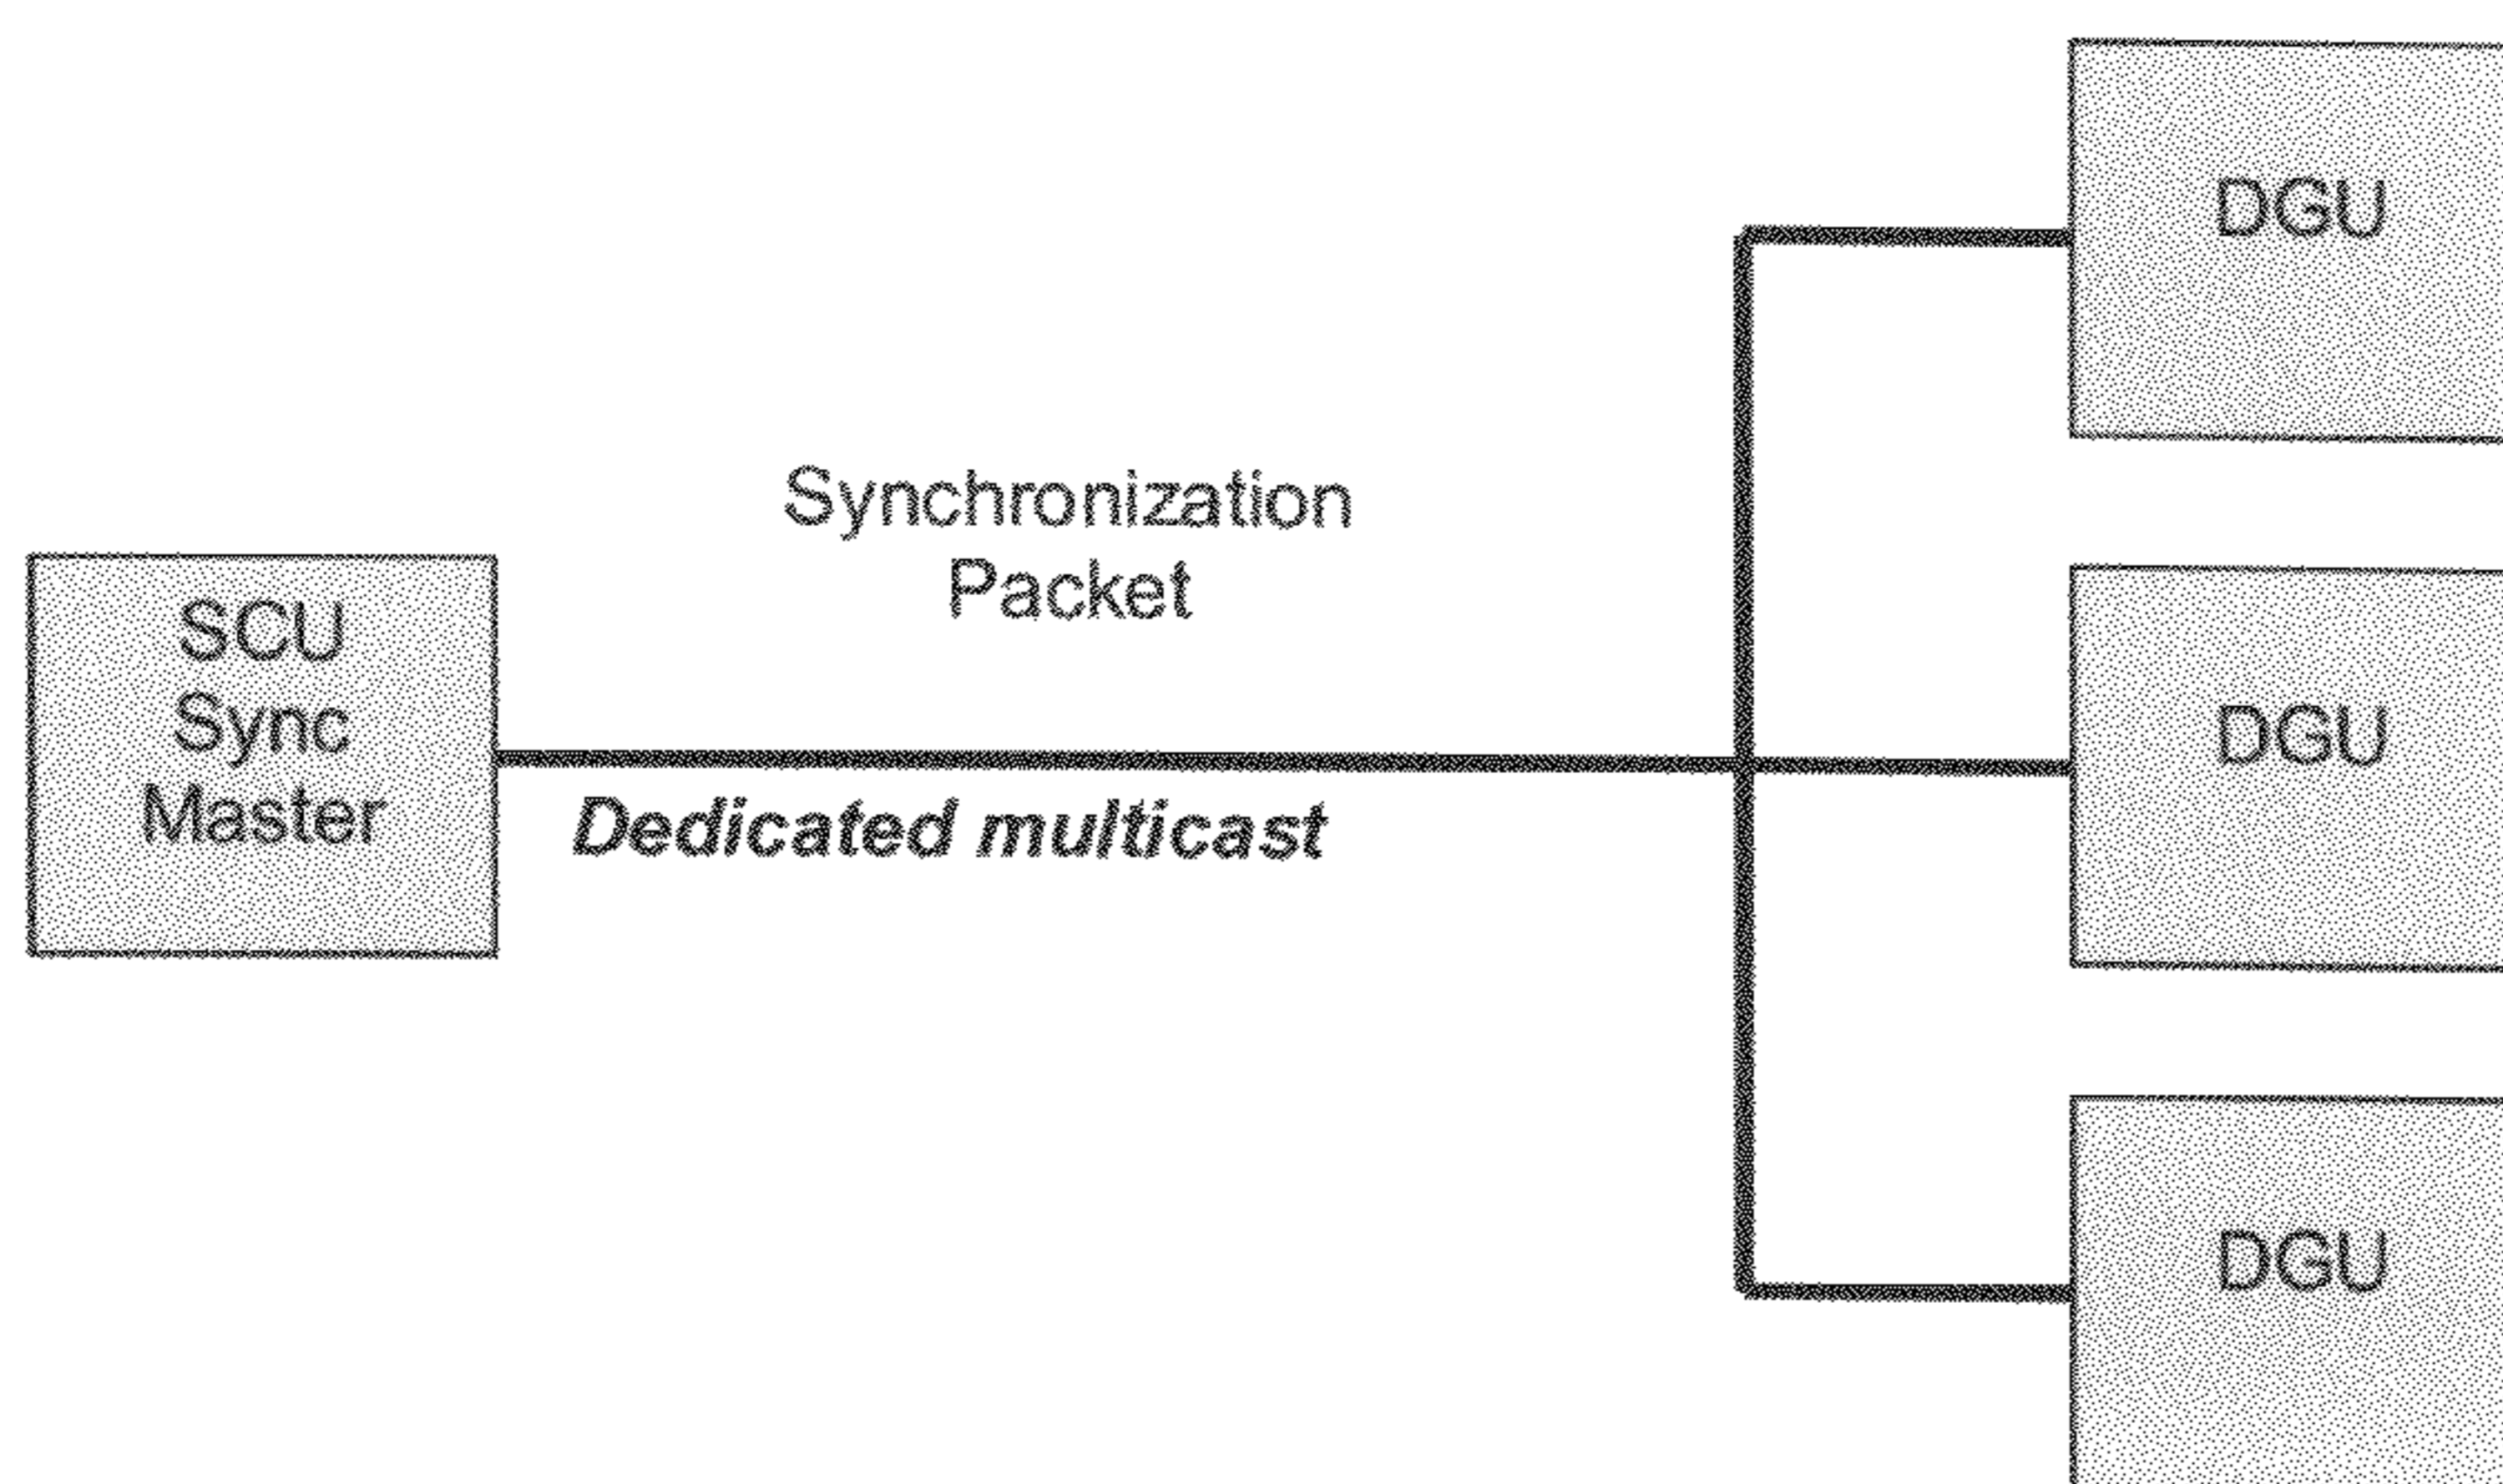 DGU
Synchronization
Packet
SCU
Sync
Master
DGU
Dedicated multicast
DGU